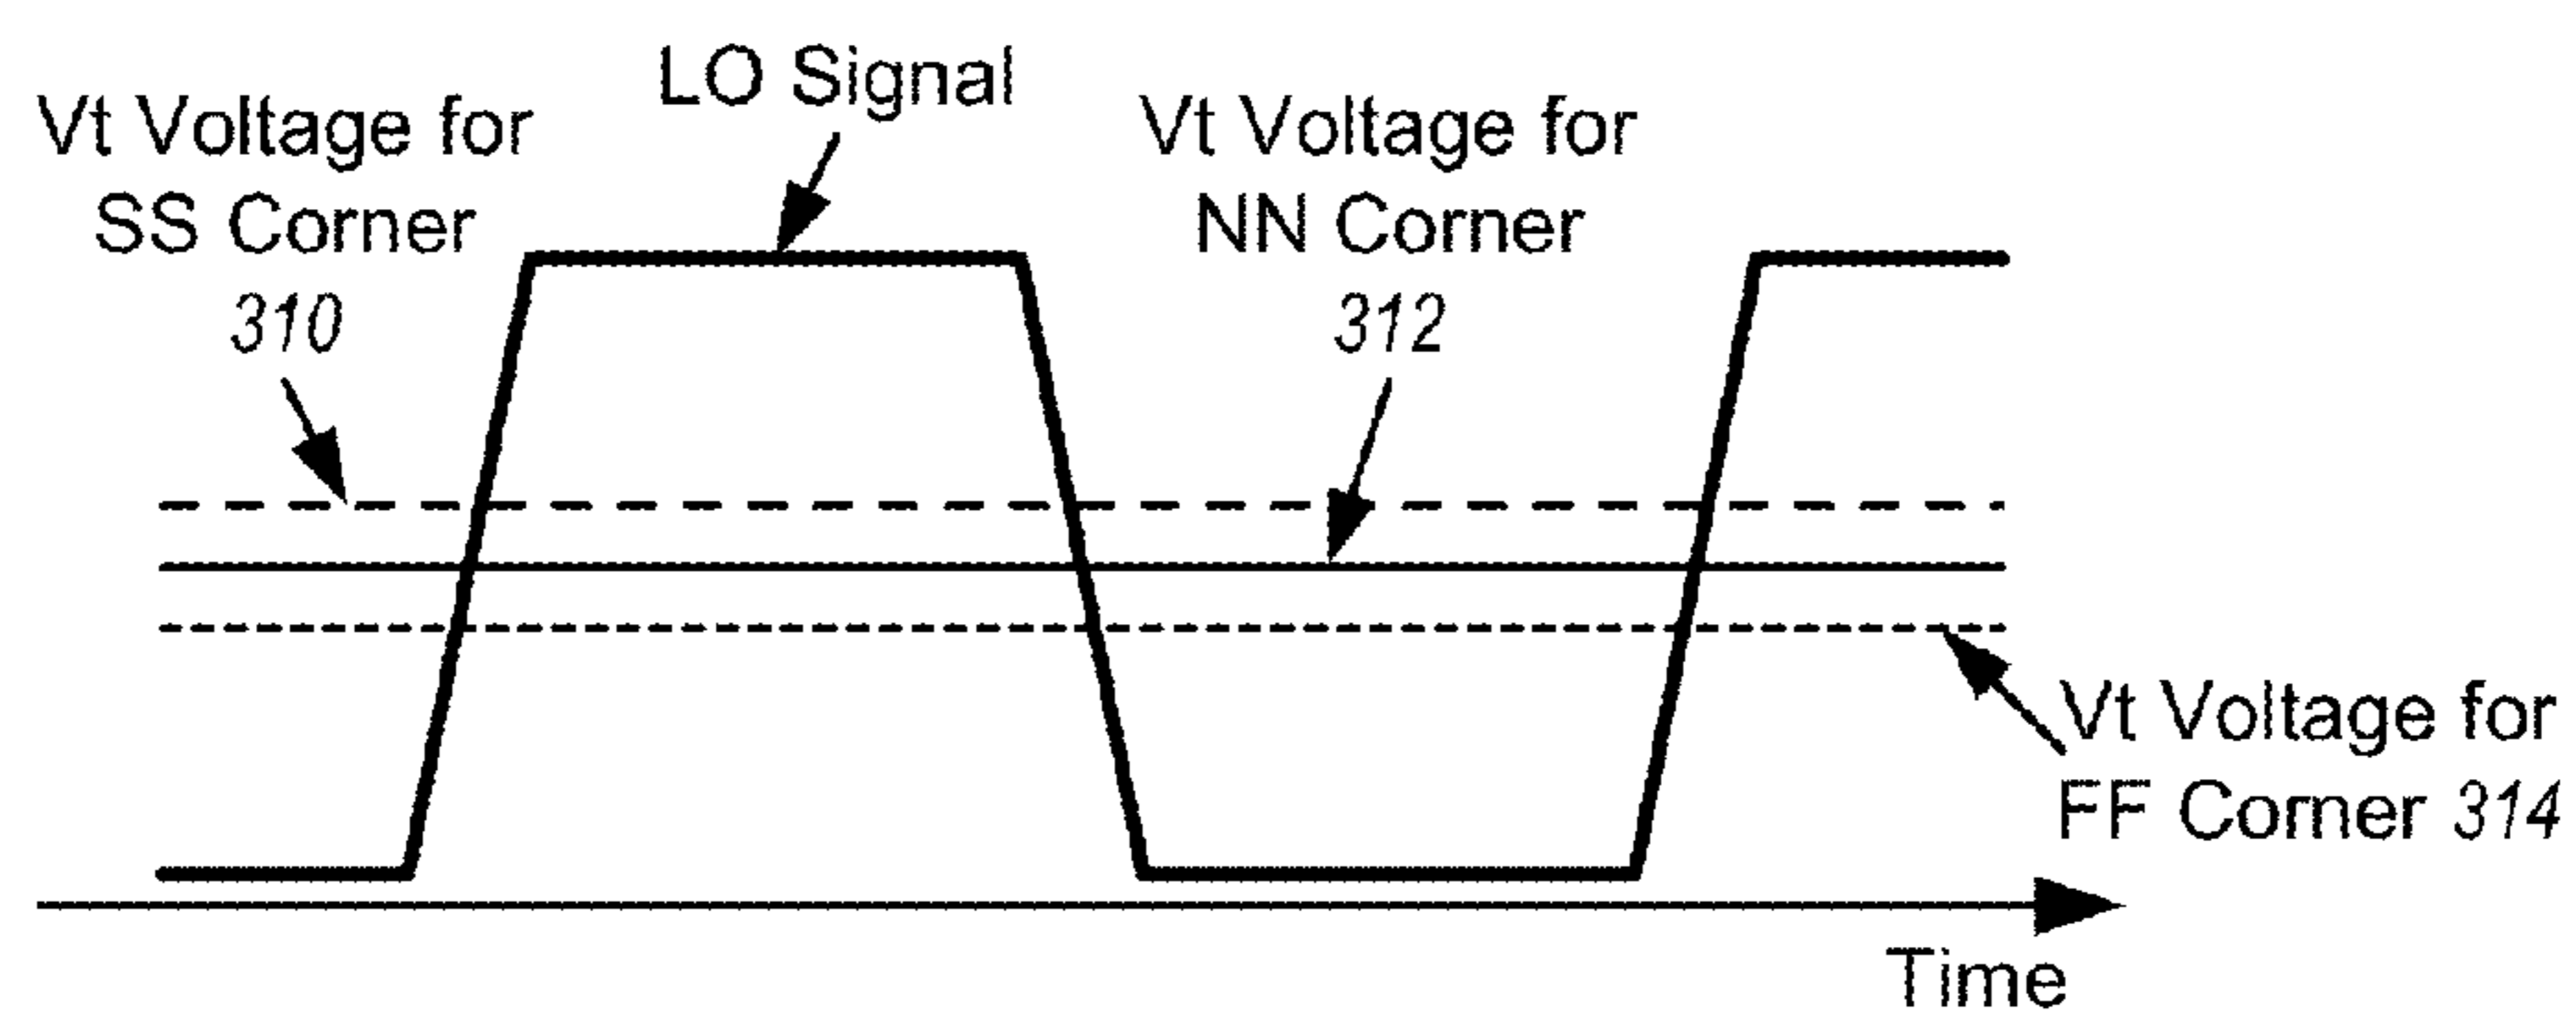 LO Signal
Vt Voltage for
SS Corner
310
Vt Voltage for
NN Corner
312
Vt Voltage for
FF Corner 314
Time